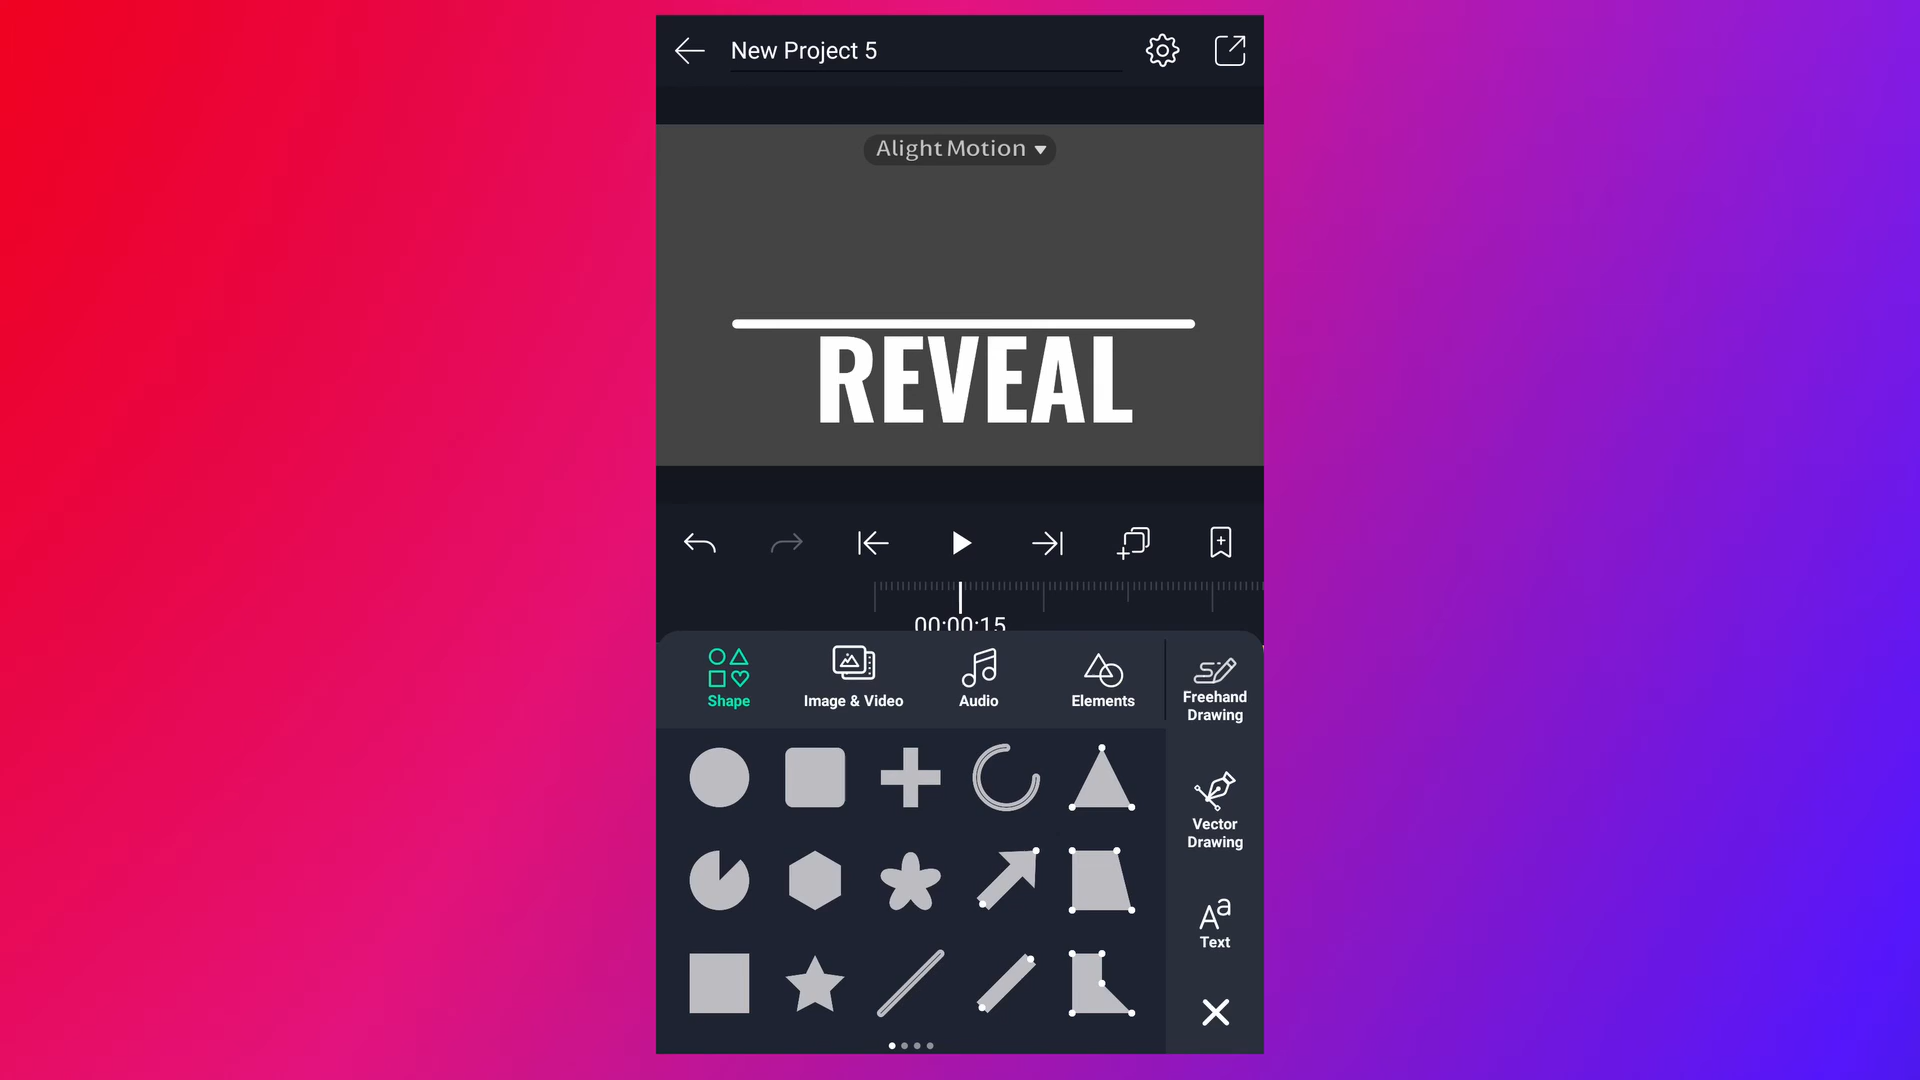 New Project 5
Alight Motion
REVEAL
00:00:15
Shape
Image & Video
Audio
Elements
Freehand
Drawing
Vector
Drawing
Aa
Text